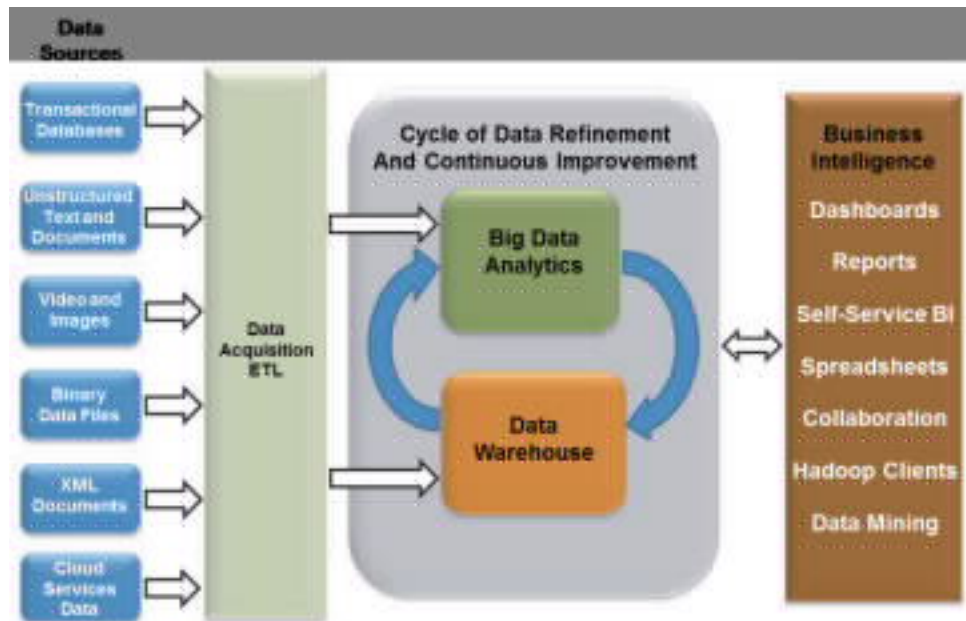 Data
Sources
Transactional
Databases
Unstructured
Text and
Documents
Video and
Images
Binary
Data Files
XML
Documents
Cloud
Services
Data
Data
Acquisition
ETL
Cycle of Data Refinement
And Continuous Improvement
Big Data
Analytics
Data
Warehouse
Business
Intelligence
Dashboards
Reports
Self-Service BI
Spreadsheets
Collaboration
Hadoop Clients
Data Mining